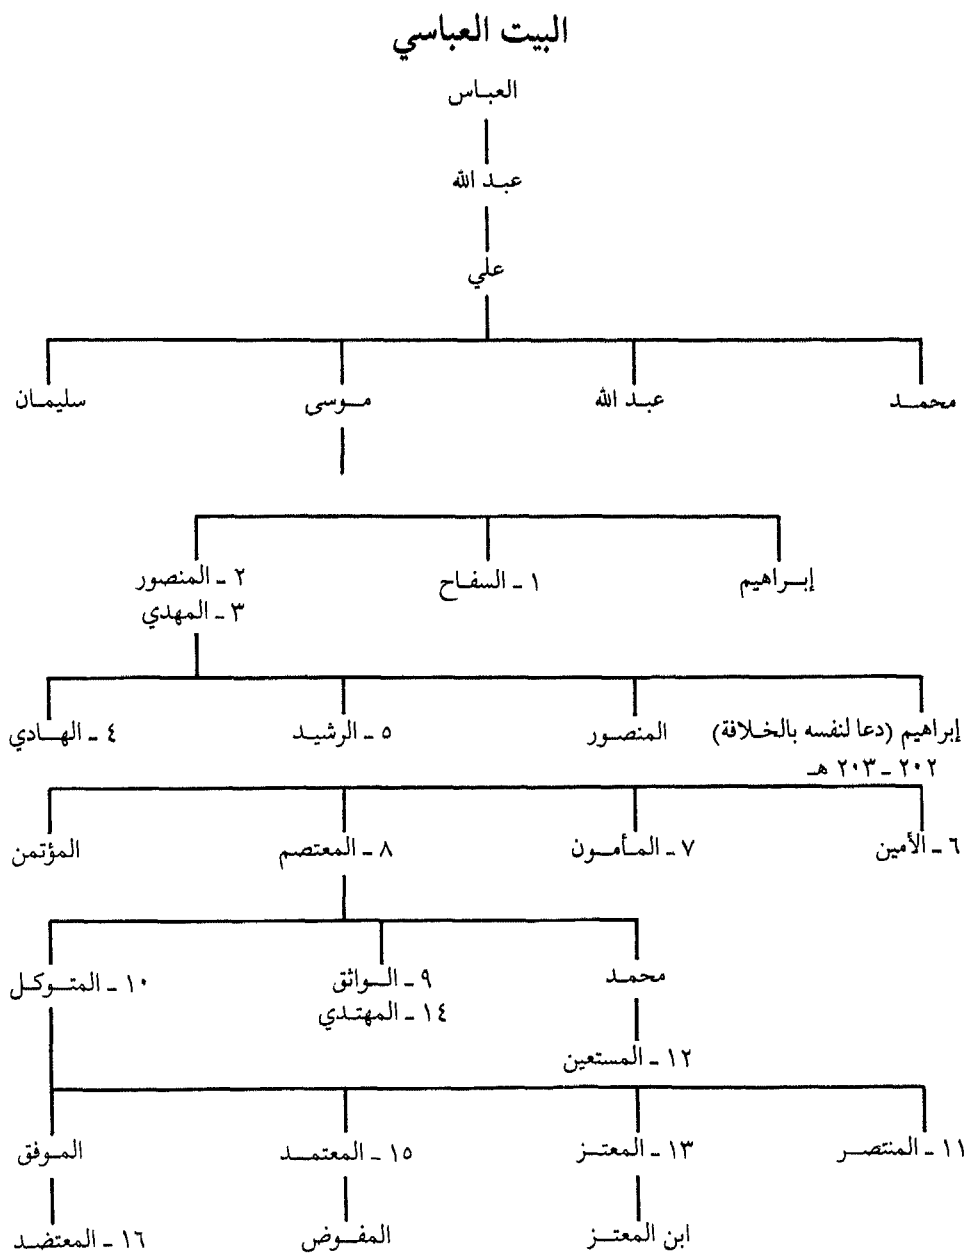 البيت العباسي
العباس
عبد الله
علي
محمد
عبد الله
موسى
سليمان
إبراهيم
١ - السفاح
٢ - المنصور
٣ - المهدي
إبراهيم (دعا لنفسه بالخلافة)
٢٠٢ - ٢٠٣ هـ
المنصور
٥ - الرشيد
٤ - الهادي
٦ - الأمين
٧ - المأمون
٨ - المعتصم
المؤتمن
محمد
٩ - الواثق
١٤ - المهتدي
١٠ - المتوكل
١٢ - المستعين
١١ - المنتصر
١٣ - المعتز
١٥ - المعتمد
الموفق
ابن المعتز
المفوض
١٦ - المعتضد